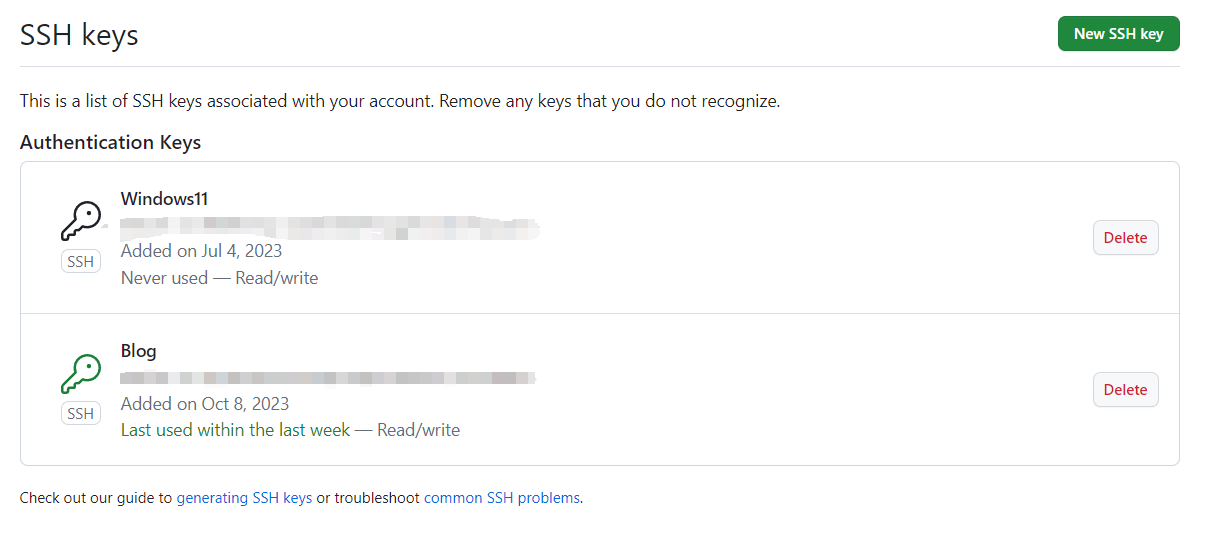 SSH keys
New SSH key
This is a list of SSH keys associated with your account. Remove any keys that you do not recognize.
Authentication Keys
Windows11
Added on Jul 4, 2023
Never used — Read/write
SSH
Delete
Blog
Added on Oct 8, 2023
Last used within the last week — Read/write
SSH
Delete
Check out our guide to generating SSH keys or troubleshoot common SSH problems.